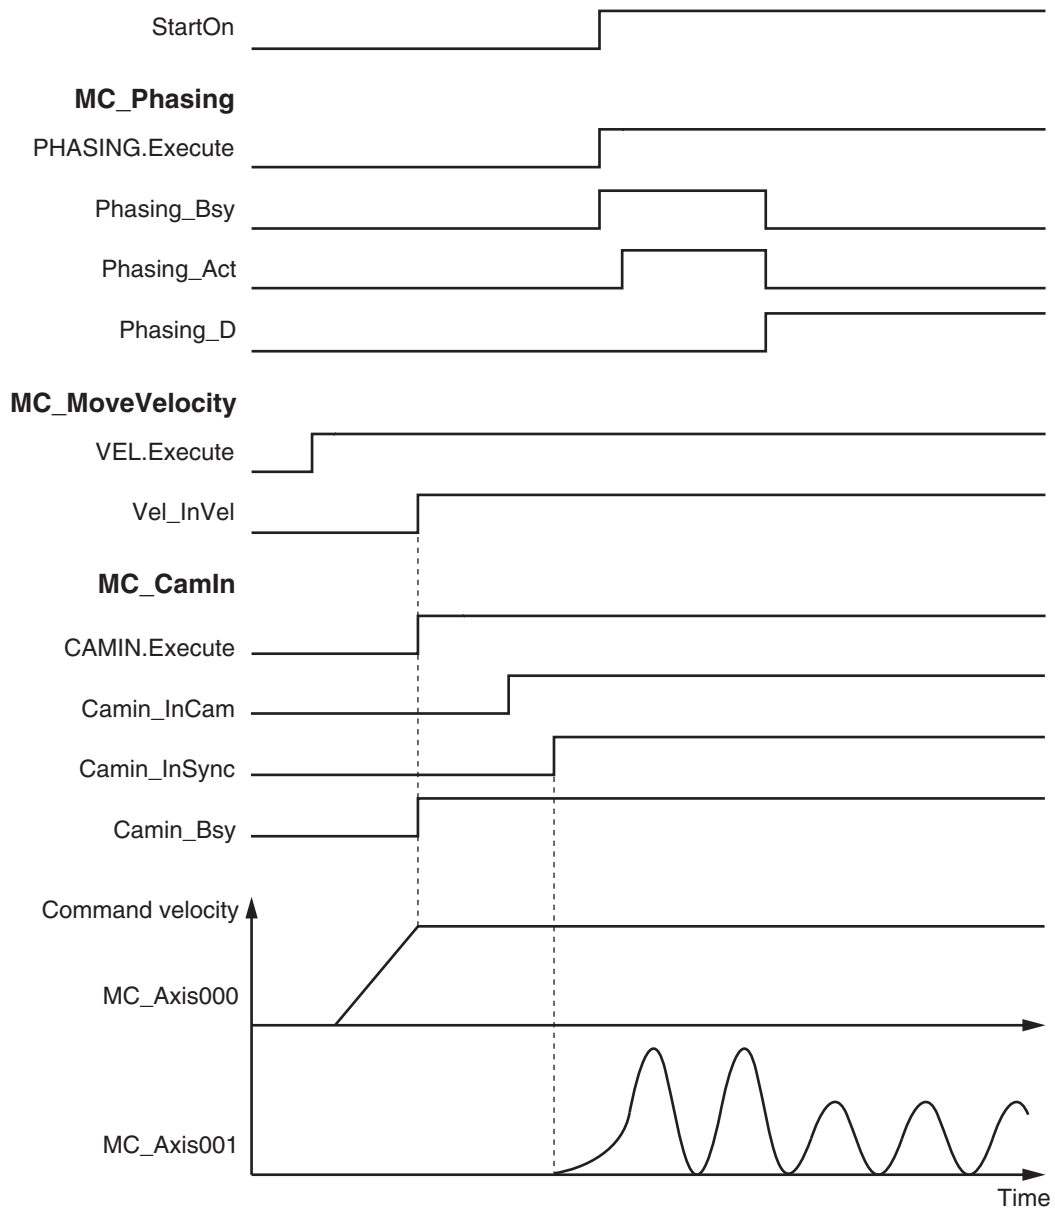 StartOn
MC_Phasing
PHASING.Execute
Phasing_Bsy
Phasing_Act
Phasing_D
MC_MoveVelocity
VEL.Execute
Vel_InVel
MC_CamIn
CAMIN.Execute
Camin_InCam
Camin_InSync
Camin_Bsy
Command velocity
MC_Axis000
MC_Axis001
Time